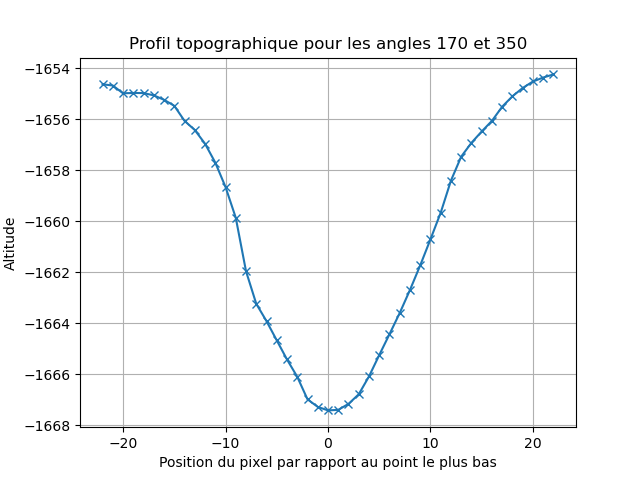 Profil topographique pour les angles 170 et 350
−1654
−1656
−1658
−1660
−1662
−1664
−1666
−1668
Altitude
−20 −10 0 10 20
Position du pixel par rapport au point le plus bas